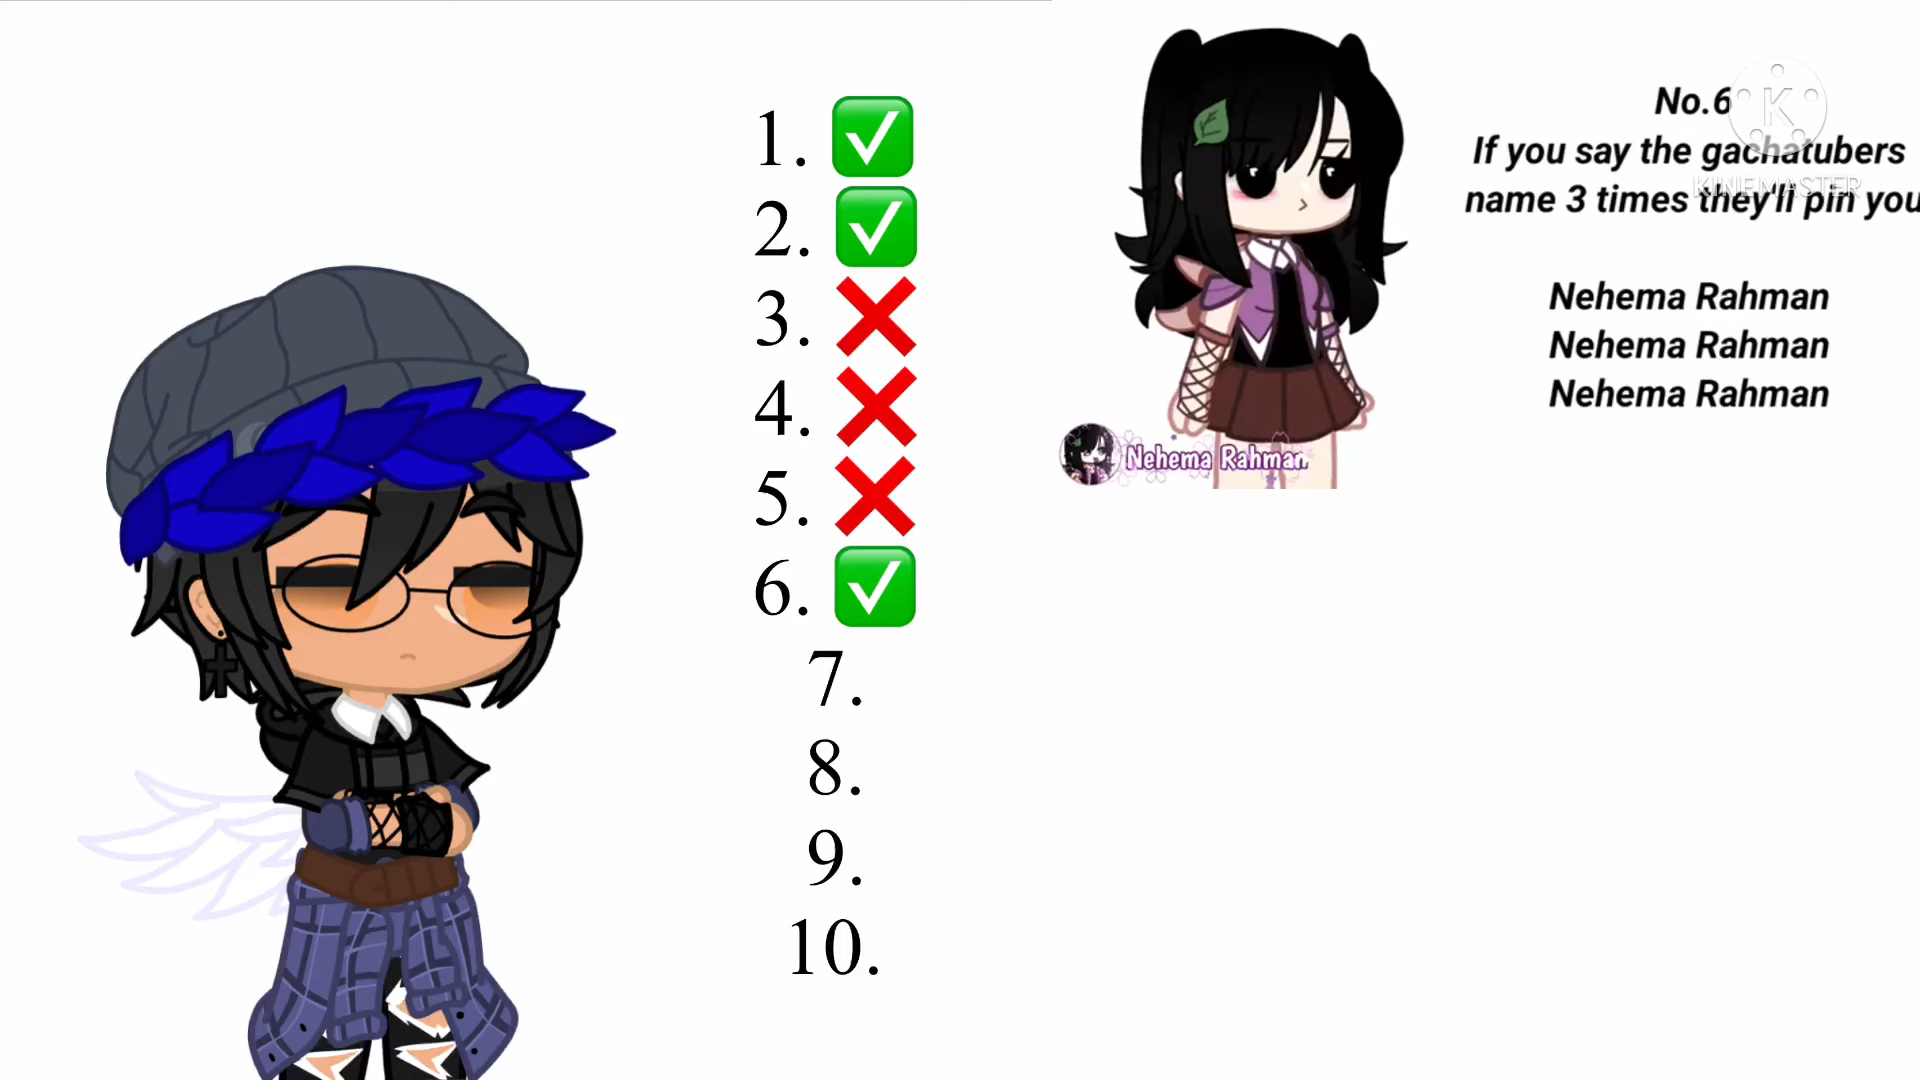 1. ✅
2. ✅
3. ❌
4. ❌
5. ❌
6. ✅
7.
8.
9.
10.
No.6
If you say the gachatubers
name 3 times they'll pin you
Nehema Rahman
Nehema Rahman
Nehema Rahman
K
KINEMASTER
Nehema Rahman